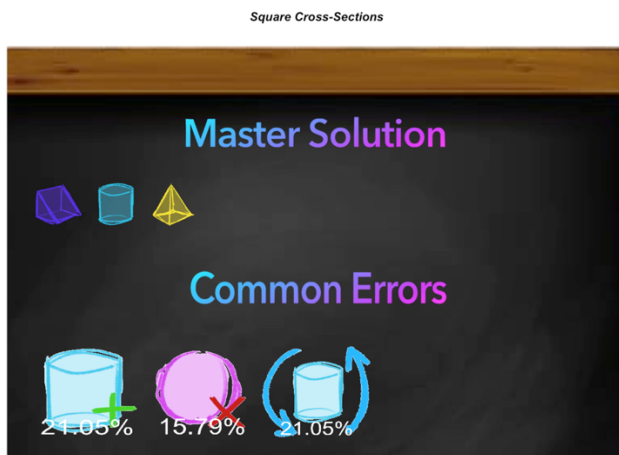 Square Cross-Sections
Master Solution
Common Errors
21.05% 15.79% 21.05%